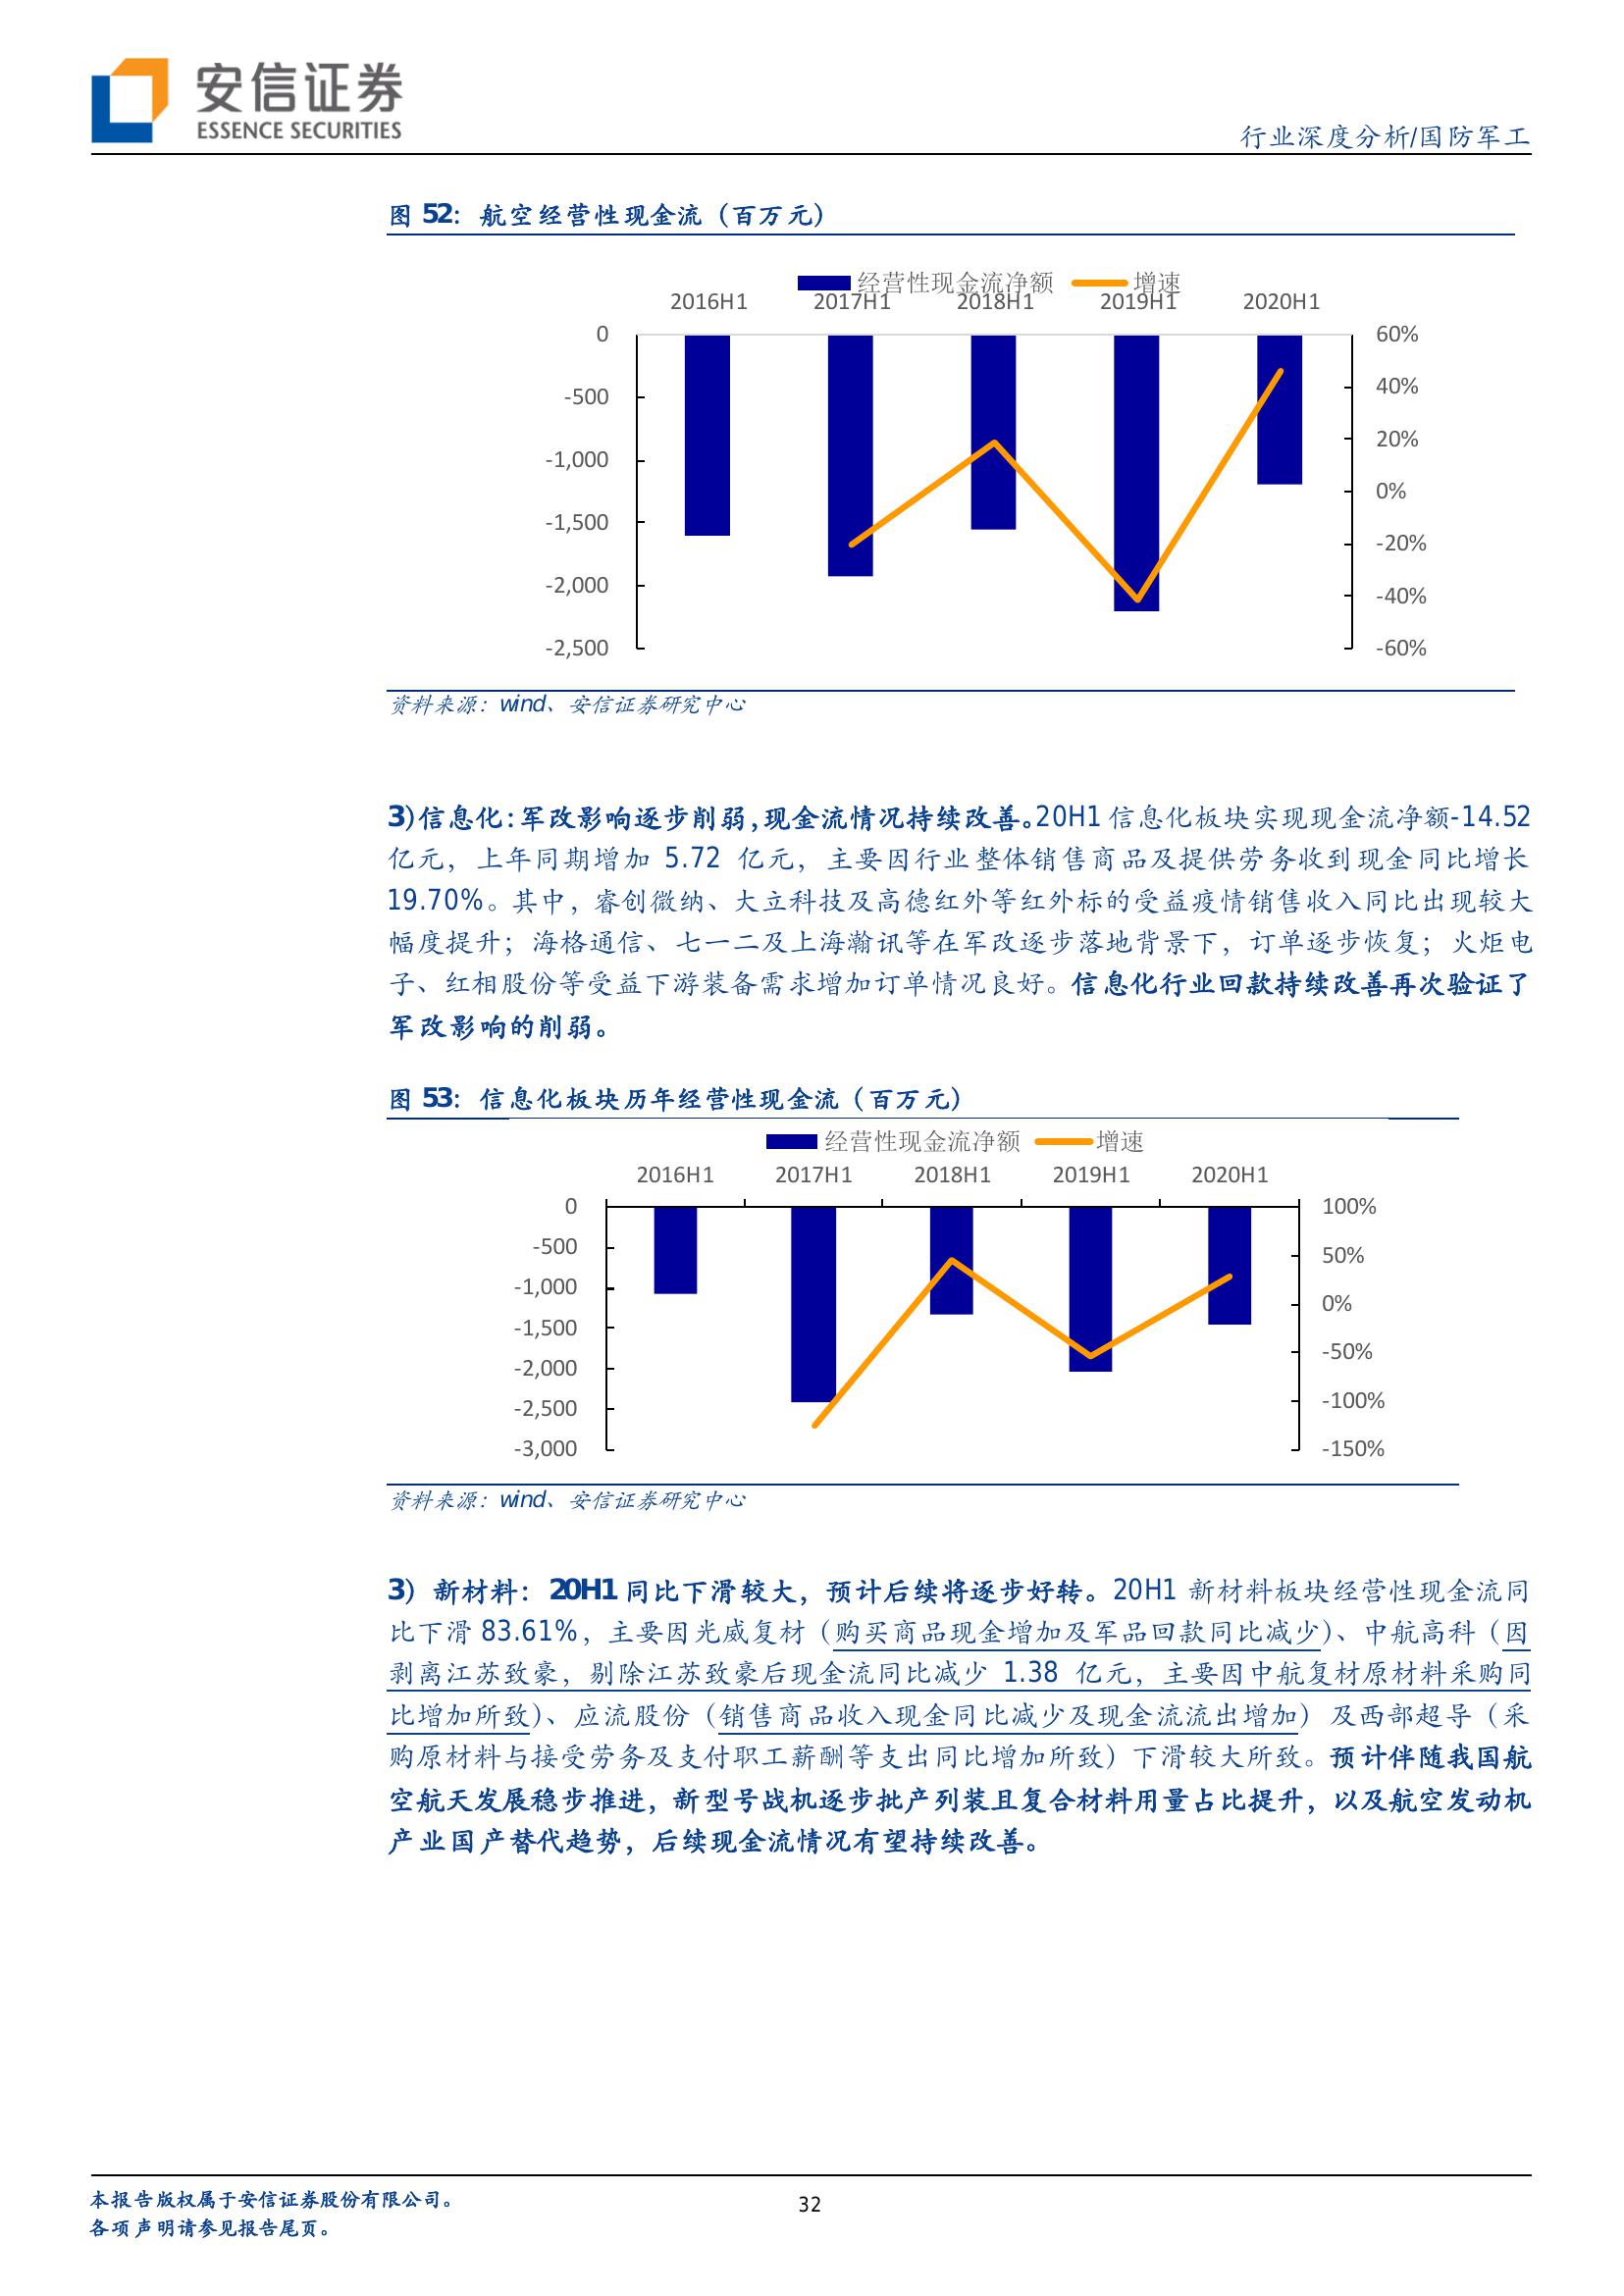 安信证券
ESSENCE SECURITIES
行业深度分析/国防军工
图 52：航空经营性现金流（百万元）
经营性现金流净额 增速
2016H1 2017H1 2018H1 2019H1 2020H1
0 60%
-500 40%
-1,000 20%
0%
-1,500
-20%
-2,000
-40%
-2,500 -60%
资料来源：wind、安信证券研究中心
3)信息化：军改影响逐步削弱，现金流情况持续改善。20H1 信息化板块实现现金流净额-14.52
亿元，上年同期增加 5.72 亿元，主要因行业整体销售商品及提供劳务收到现金同比增长
19.70%。其中，睿创微纳、大立科技及高德红外等红外标的受益疫情销售收入同比出现较大
幅度提升；海格通信、七一二及上海瀚讯等在军改逐步落地背景下，订单逐步恢复；火炬电
子、红相股份等受益下游装备需求增加订单情况良好。信息化行业回款持续改善再次验证了
军改影响的削弱。
图 53：信息化板块历年经营性现金流（百万元）
经营性现金流净额 增速
2016H1 2017H1 2018H1 2019H1 2020H1
0 100%
-500 50%
-1,000
0%
-1,500
-50%
-2,000
-2,500 -100%
-3,000 -150%
资料来源：wind、安信证券研究中心
3）新材料：20H1 同比下滑较大，预计后续将逐步好转。20H1 新材料板块经营性现金流同
比下滑 83.61%，主要因光威复材（购买商品现金增加及军品回款同比减少）、中航高科（因
剥离江苏致豪，剔除江苏致豪后现金流同比减少 1.38 亿元，主要因中航复材原材料采购同
比增加所致）、应流股份（销售商品收入现金同比减少及现金流流出增加）及西部超导（采
购原材料与接受劳务及支付职工薪酬等支出同比增加所致）下滑较大所致。预计伴随我国航
空航天发展稳步推进，新型号战机逐步批产列装且复合材料用量占比提升，以及航空发动机
产业国产替代趋势，后续现金流情况有望持续改善。
本报告版权属于安信证券股份有限公司。
32
各项声明请参见报告尾页。